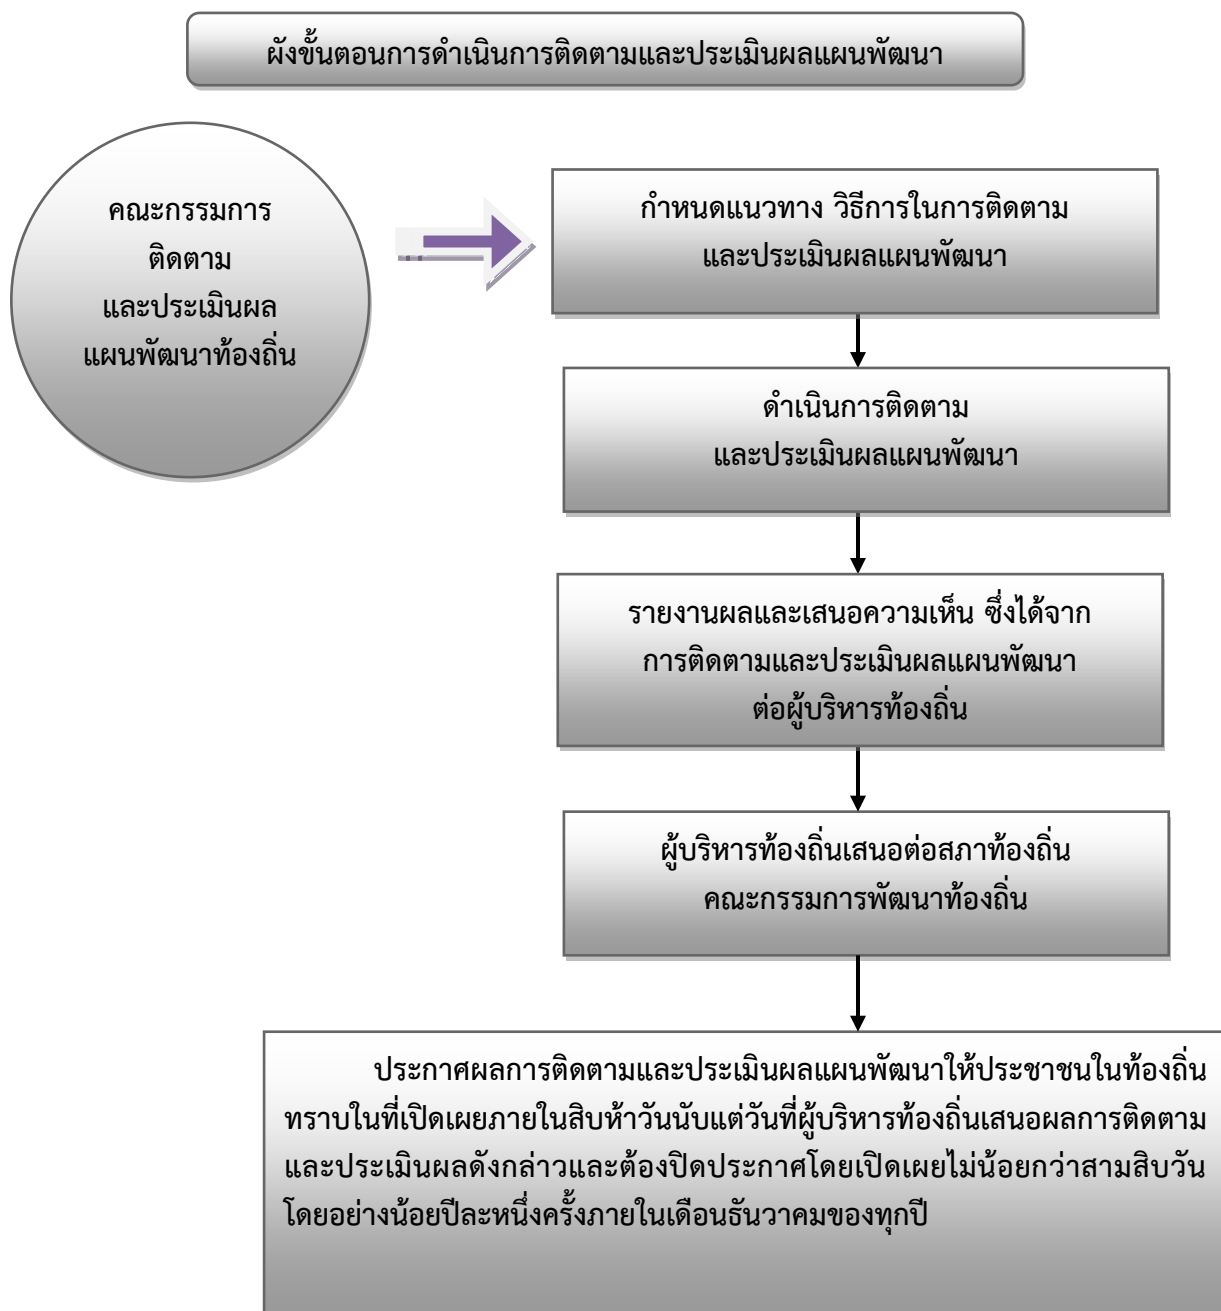 ผังขั้นตอนการดำเนินการติดตามและประเมินผลแผนพัฒนา
คณะกรรมการ
ติดตาม
และประเมินผล
แผนพัฒนาท้องถิ่น
กำหนดแนวทาง วิธีการในการติดตาม
และประเมินผลแผนพัฒนา
ดำเนินการติดตาม
และประเมินผลแผนพัฒนา
รายงานผลและเสนอความเห็น ซึ่งได้จาก
การติดตามและประเมินผลแผนพัฒนา
ต่อผู้บริหารท้องถิ่น
ผู้บริหารท้องถิ่นเสนอต่อสภาท้องถิ่น
คณะกรรมการพัฒนาท้องถิ่น
ประกาศผลการติดตามและประเมินผลแผนพัฒนาให้ประชาชนในท้องถิ่น
ทราบในที่เปิดเผยภายในสิบห้าวันนับแต่วันที่ผู้บริหารท้องถิ่นเสนอผลการติดตาม
และประเมินผลดังกล่าวและต้องปิดประกาศโดยเปิดเผยไม่น้อยกว่าสามสิบวัน
โดยอย่างน้อยปีละหนึ่งครั้งภายในเดือนธันวาคมของทุกปี